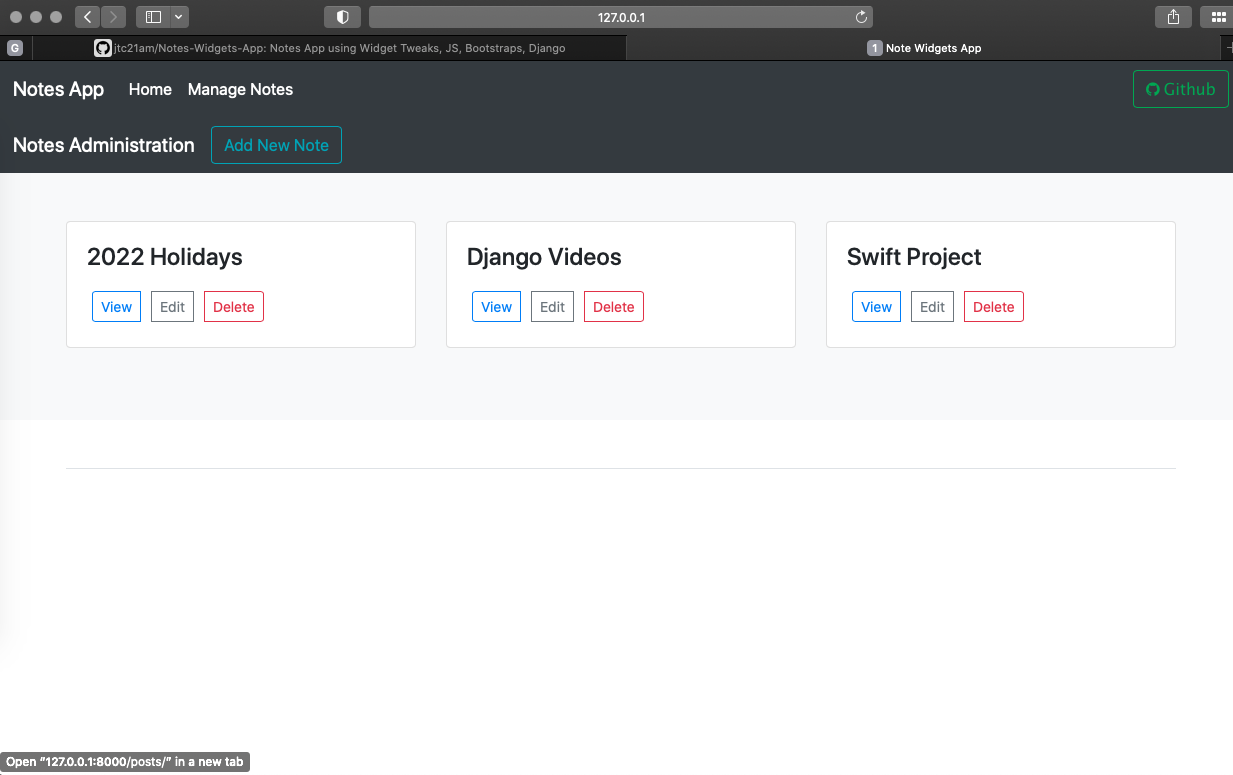 127.0.0.1
G
jtc21am/Notes-Widgets-App: Notes App using Widget Tweaks, JS, Bootstraps, Django
1 Note Widgets App
Notes App Home Manage Notes Github
Notes Administration Add New Note
2022 Holidays
View Edit Delete
Django Videos
View Edit Delete
Swift Project
View Edit Delete
Open "127.0.0.1:8000/posts/" in a new tab